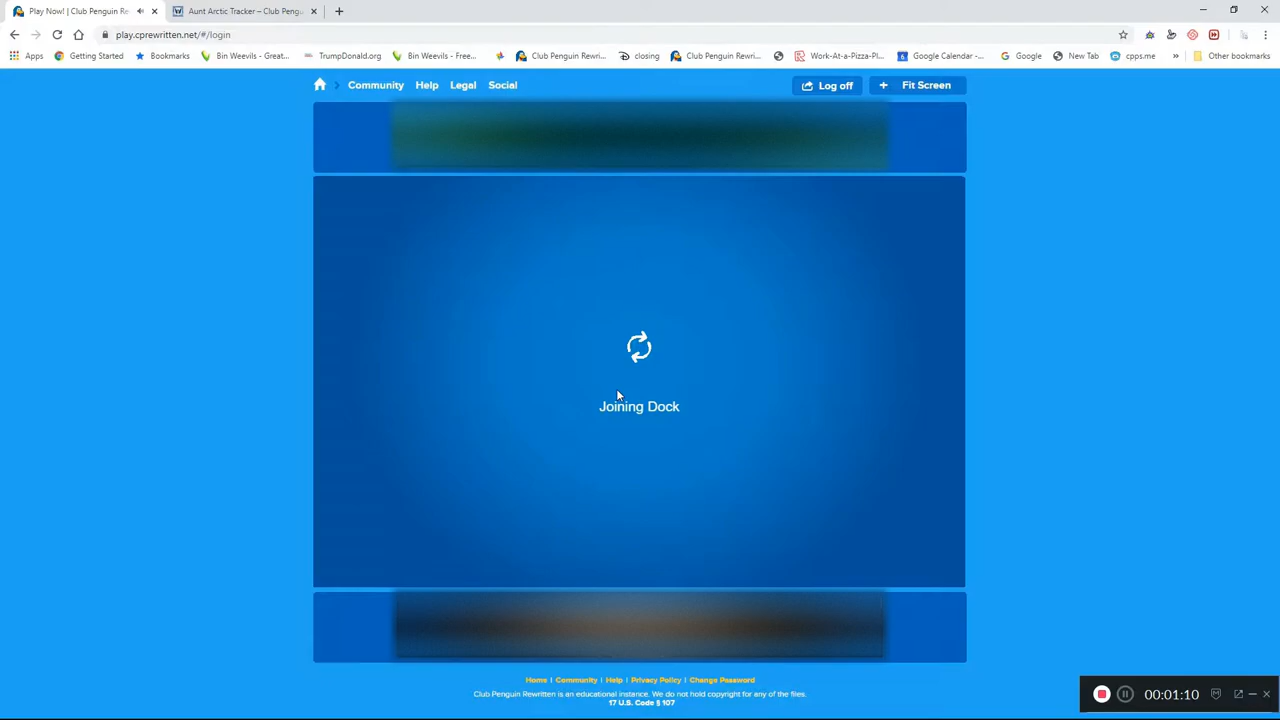 Play Now! | Club Penguin Re
Aunt Arctic Tracker – Club Pengu
play.cprewritten.net/#/login
Apps Getting Started Bookmarks Bin Weevils - Great... TrumpDonald.org Bin Weevils - Free... Club Penguin Rewri... closing Club Penguin Rewri... Work-At-a-Pizza-Pl... Google Calendar -... Google New Tab cpps.me » Other bookmarks
Community Help Legal Social Log off + Fit Screen
Joining Dock
Home | Community | Help | Privacy Policy | Change Password
Club Penguin Rewritten is an educational instance. We do not hold copyright for any of the files.
17 U.S. Code § 107
00:01:10